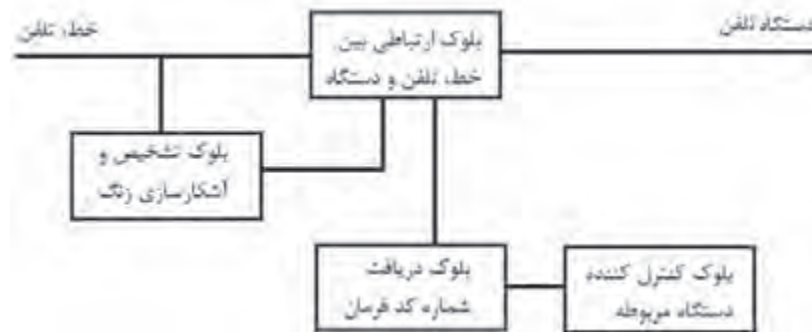 دستگاه تلفن
خط، تلفن
بلوک ارتباطی بین
خط، تلفن و دستگاه
بلوک تشخیص و
آشکارسازی زنگ
بلوک دریافت
شماره کد فرمان
بلوک کنترل کننده
دستگاه مربوطه